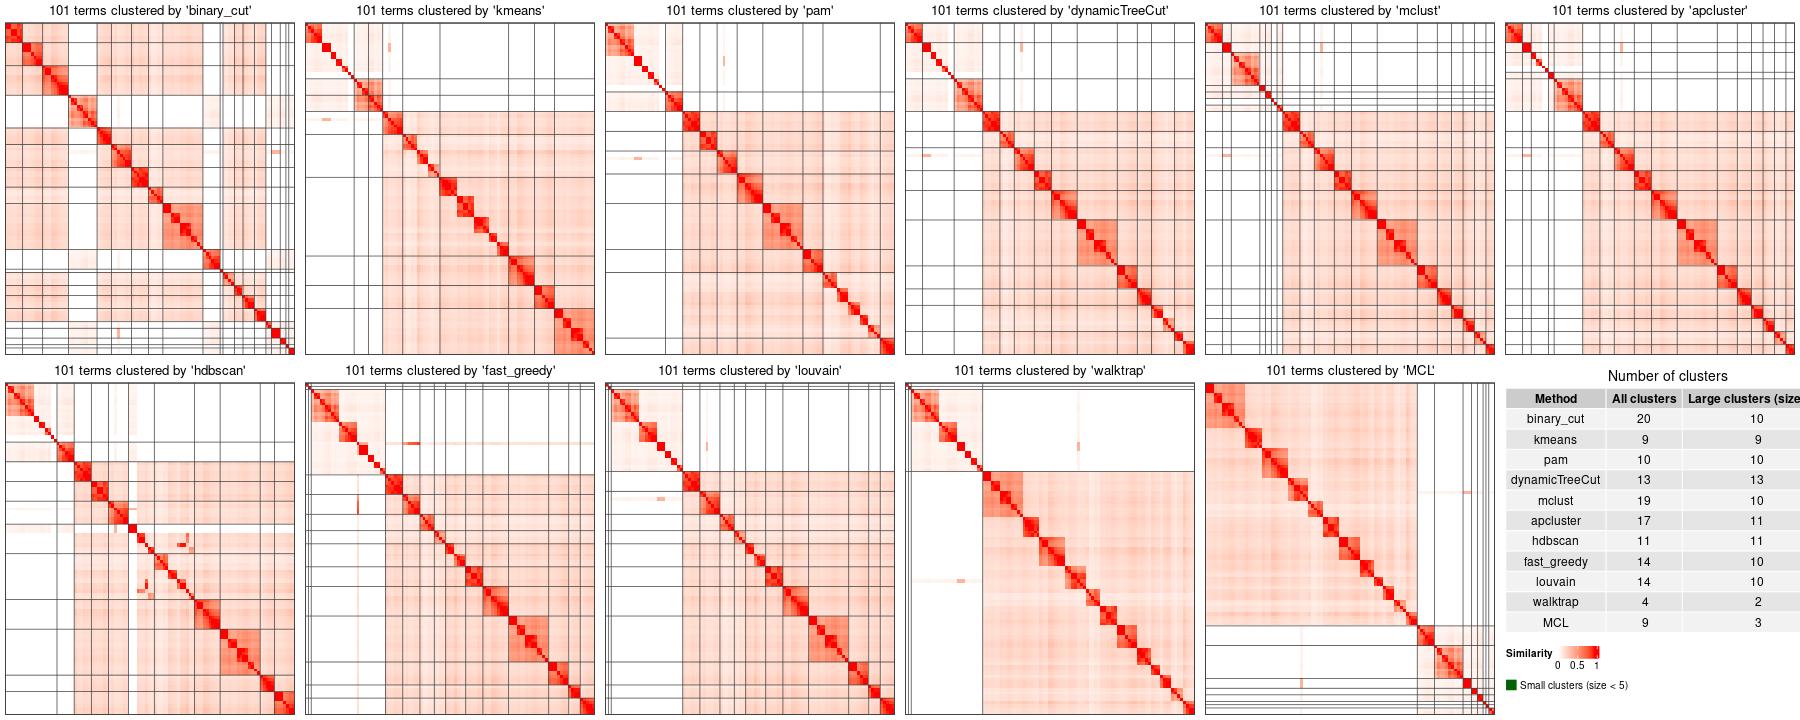 101 terms clustered by 'binary_cut'
101 terms clustered by 'kmeans'
101 terms clustered by 'pam'
101 terms clustered by 'dynamicTreeCut'
101 terms clustered by 'mclust'
101 terms clustered by 'apcluster'
101 terms clustered by 'hdbscan'
101 terms clustered by 'fast_greedy'
101 terms clustered by 'louvain'
101 terms clustered by 'walktrap'
101 terms clustered by 'MCL'
Number of clusters
Method All clusters Large clusters (size
binary_cut 20 10
kmeans 9 9
pam 10 10
dynamicTreeCut 13 13
mclust 19 10
apcluster 17 11
hdbscan 11 11
fast_greedy 14 10
louvain 14 10
walktrap 4 2
MCL 9 3
Similarity
0 0.5 1
Small clusters (size < 5)